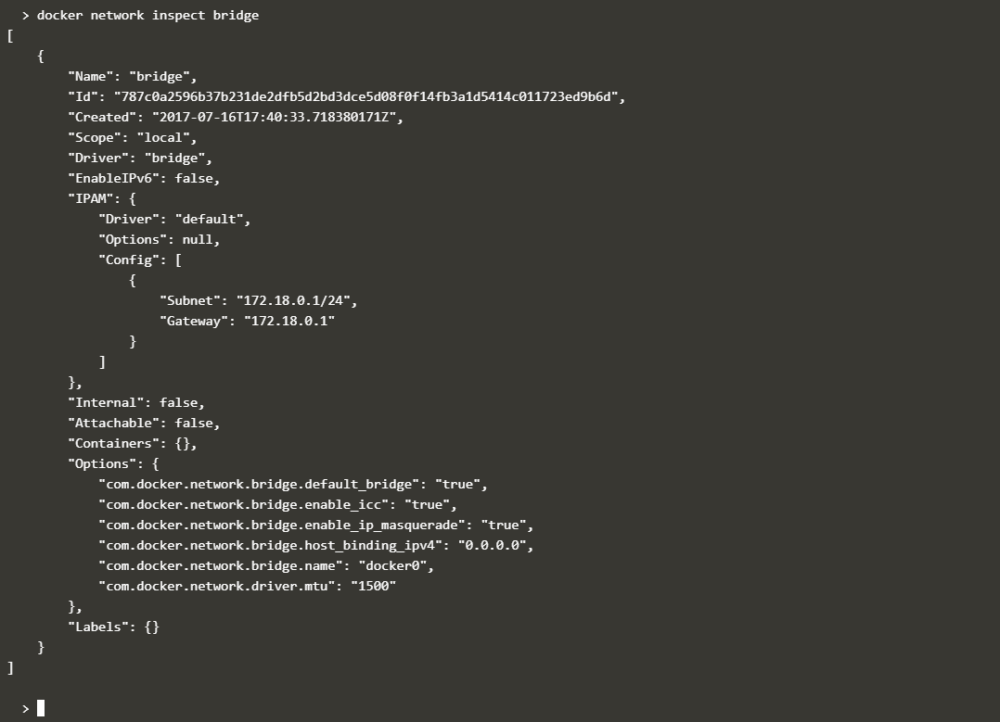 > docker network inspect bridge
[
    {
        "Name": "bridge",
        "Id": "787c0a2596b37b231de2dfb5d2bd3dce5d08f0f14fb3a1d5414c011723ed9b6d",
        "Created": "2017-07-16T17:40:33.718380171Z",
        "Scope": "local",
        "Driver": "bridge",
        "EnableIPv6": false,
        "IPAM": {
            "Driver": "default",
            "Options": null,
            "Config": [
                {
                    "Subnet": "172.18.0.1/24",
                    "Gateway": "172.18.0.1"
                }
            ]
        },
        "Internal": false,
        "Attachable": false,
        "Containers": {},
        "Options": {
            "com.docker.network.bridge.default_bridge": "true",
            "com.docker.network.bridge.enable_icc": "true",
            "com.docker.network.bridge.enable_ip_masquerade": "true",
            "com.docker.network.bridge.host_binding_ipv4": "0.0.0.0",
            "com.docker.network.bridge.name": "docker0",
            "com.docker.network.driver.mtu": "1500"
        },
        "Labels": {}
    }
]
>